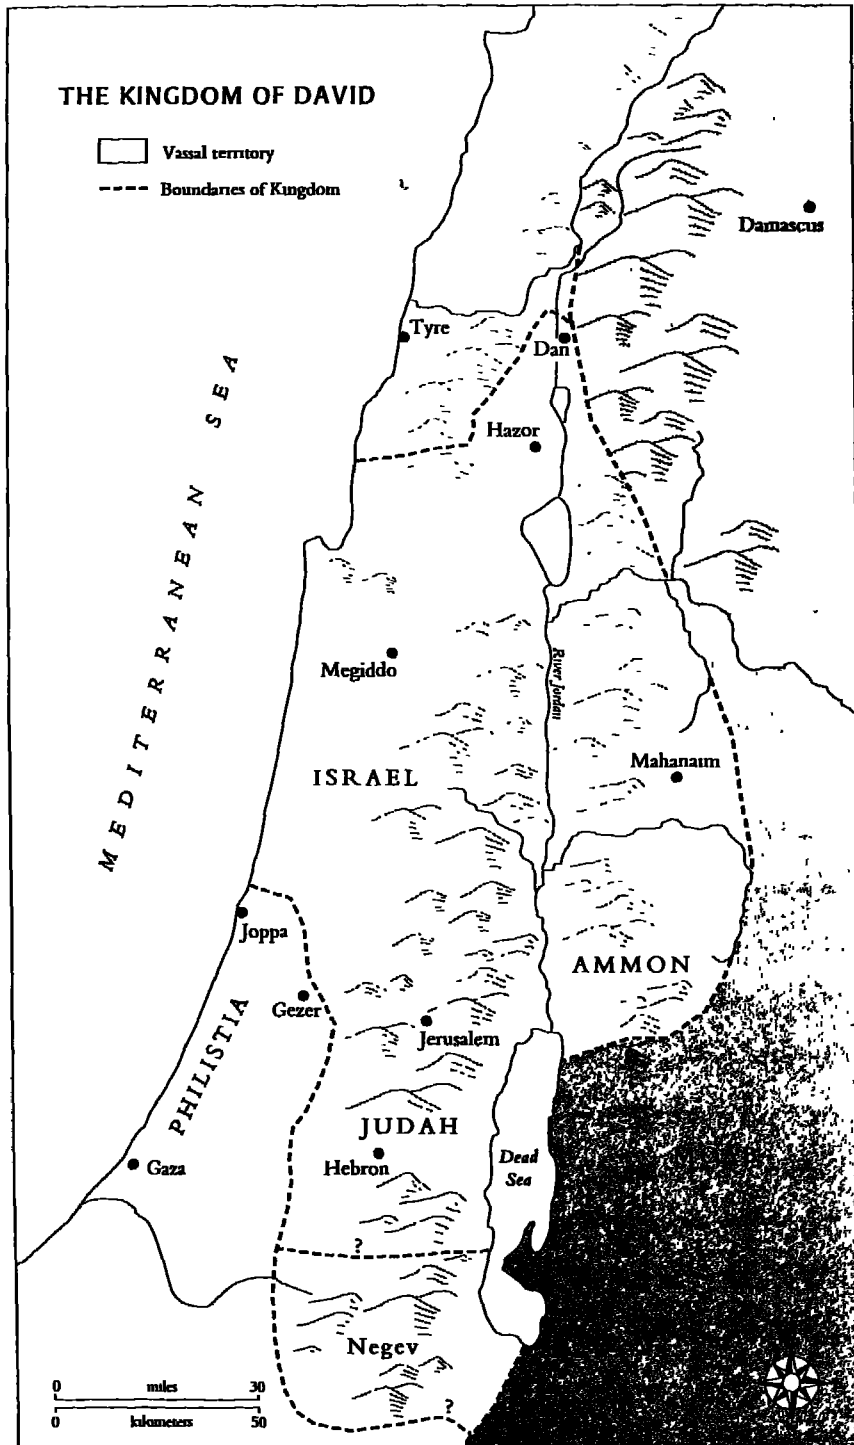 THE KINGDOM OF DAVID
Vassal territory
Boundaries of Kingdom
Damascus
Tyre
Dan
MEDITERRANEAN SEA
Hazor
River Jordan
Megiddo
Mahanaim
ISRAEL
Joppa
AMMON
Gezer
Jerusalem
PHILISTIA
JUDAH
Gaza
Hebron
Dead
Sea
?
Negev
0 miles 30
0 kilometers 50
?